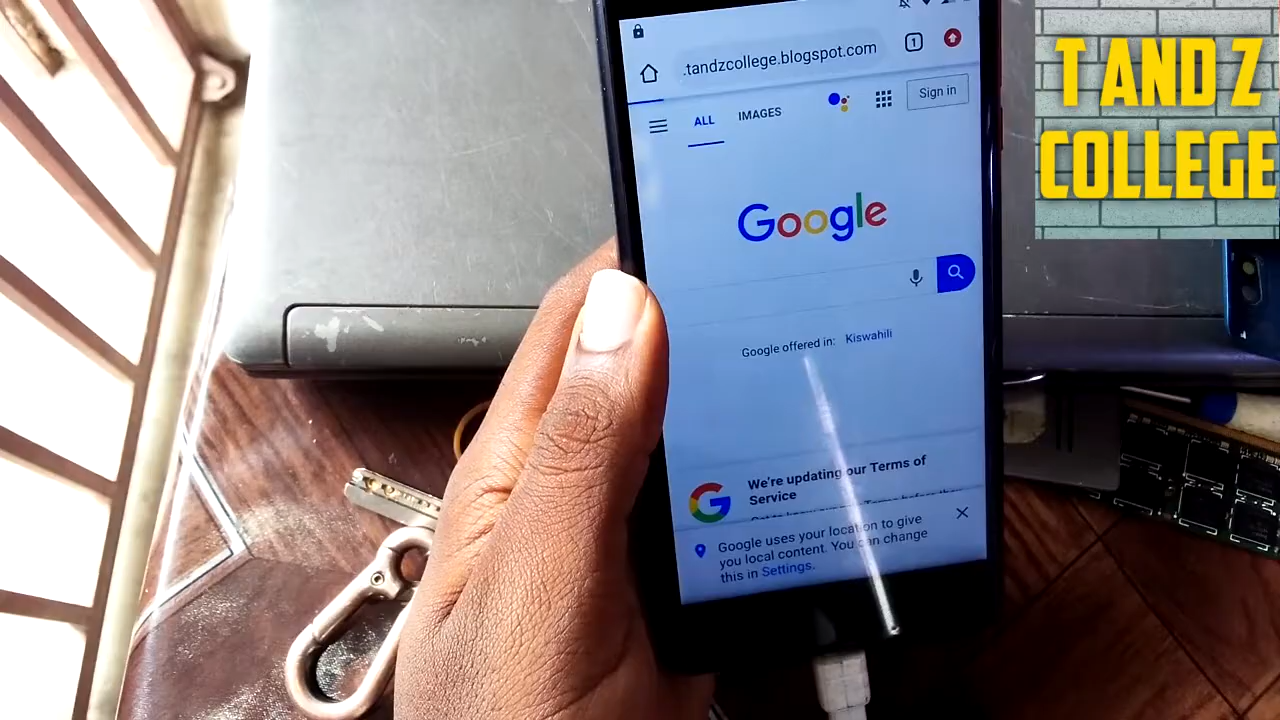 .tandzcollege.blogspot.com
1
ALL
IMAGES
Sign in
Google
Google offered in: Kiswahili
We're updating our Terms of
Service
Google uses your location to give
you local content. You can change
this in Settings.
T AND Z
COLLEGE